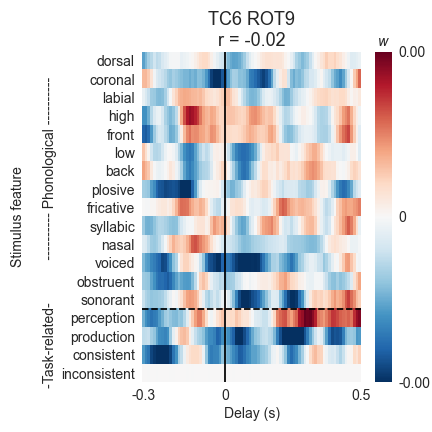 TC6 ROT9
r = -0.02
w
dorsal
coronal
labial
high
front
low
back
plosive
fricative
syllabic
nasal
voiced
obstruent
sonorant
perception
production
consistent
inconsistent
Stimulus feature
-Task-related- ---------- Phonological ----------
0.00
0
-0.00
-0.3
0
0.5
Delay (s)